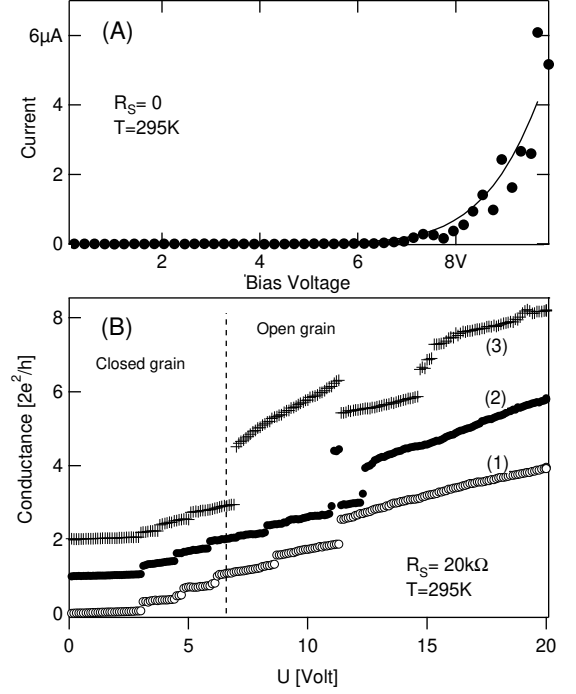 (A)
6µA
4
2
0
Current
R_S= 0
T=295K
2
4
6
8V
Bias Voltage
(B)
Closed grain
Open grain
(3)
(2)
(1)
8
6
4
2
0
Conductance [2e²/h]
R_S= 20kΩ
T=295K
0
5
10
15
20
U [Volt]